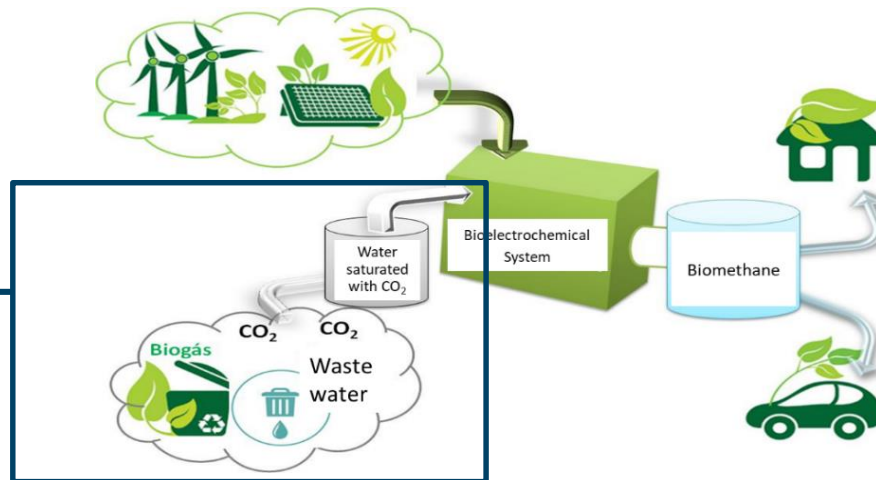 Water
saturated
with CO₂
Bioelectrochemical
System
Biomethane
CO₂ CO₂
Biogás
Waste
water